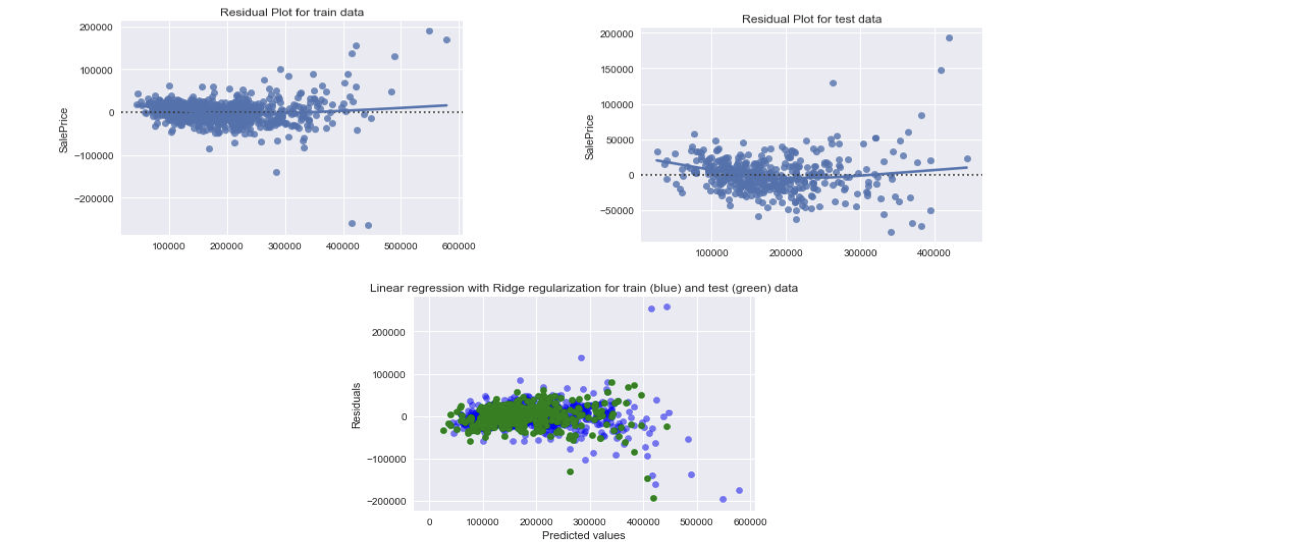 Residual Plot for train data
200000
100000
0
−100000
−200000
SalePrice
100000 200000 300000 400000 500000 600000
Residual Plot for test data
200000
150000
100000
50000
0
−50000
SalePrice
100000 200000 300000 400000
Linear regression with Ridge regularization for train (blue) and test (green) data
200000
100000
0
−100000
−200000
Residuals
0 100000 200000 300000 400000 500000 600000
Predicted values